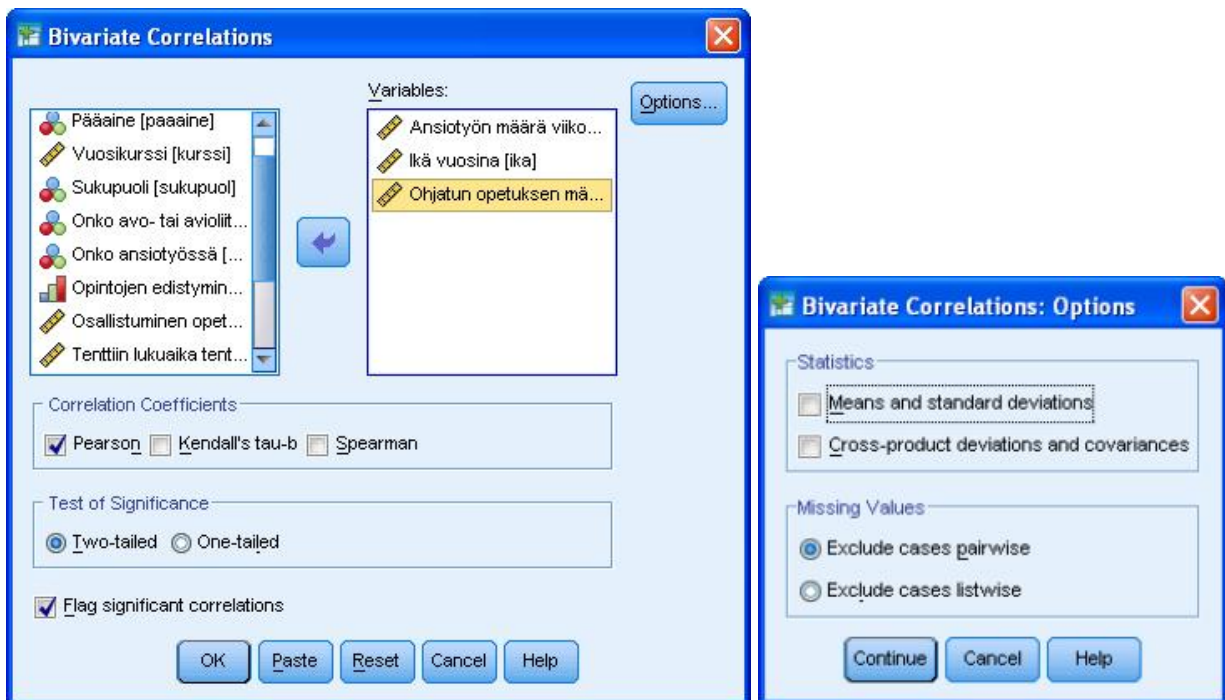 Bivariate Correlations
Variables:
Options...
Pääaine [paaaine]
Vuosikurssi [kurssi]
Sukupuoli [sukupuol]
Onko avo- tai avioliit...
Onko ansiotyössä [...
Opintojen edistymin...
Osallistuminen opet...
Tenttiin lukuaika tent...
Ansiotyön määrä viiko...
Ikä vuosina [ika]
Ohjatun opetuksen mä...
Correlation Coefficients
Pearson Kendall's tau-b Spearman
Test of Significance
Two-tailed One-tailed
Flag significant correlations
OK Paste Reset Cancel Help
Bivariate Correlations: Options
Statistics
Means and standard deviations
Cross-product deviations and covariances
Missing Values
Exclude cases pairwise
Exclude cases listwise
Continue Cancel Help